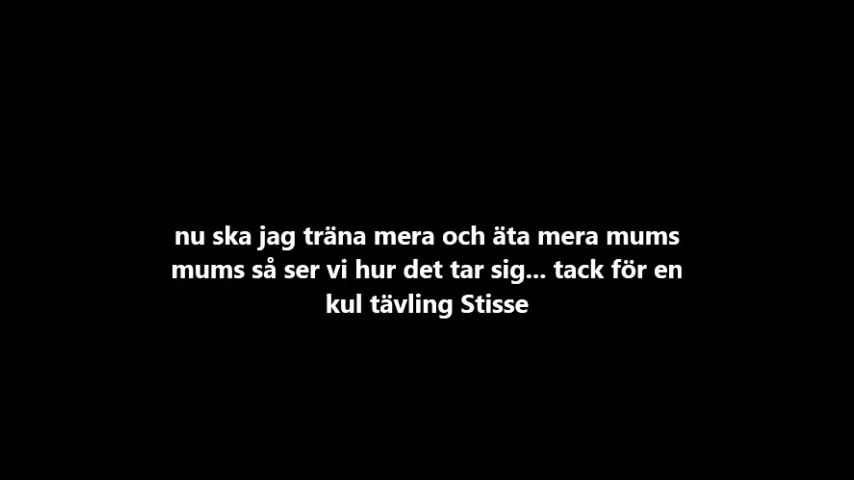 nu ska jag träna mera och äta mera mums
mums så ser vi hur det tar sig... tack för en
kul tävling Stisse